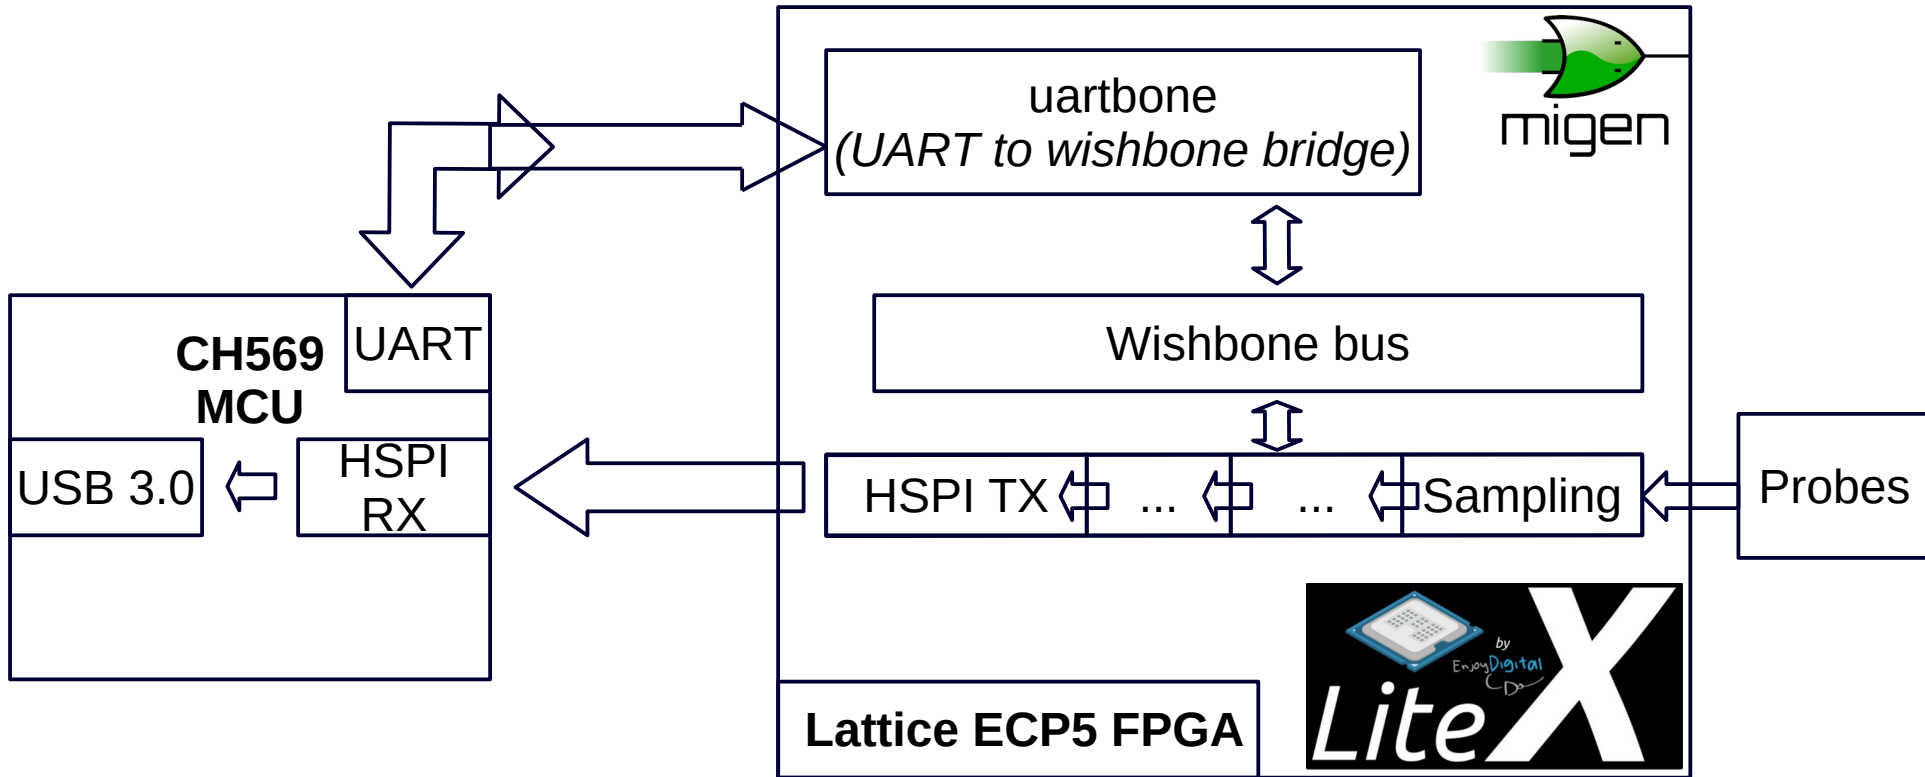 uartbone
(UART to wishbone bridge)
migen
CH569
MCU
UART
Wishbone bus
USB 3.0
HSPI
RX
HSPI TX
...
...
Sampling
Probes
by
EnjoyDigital
LiteX
Lattice ECP5 FPGA